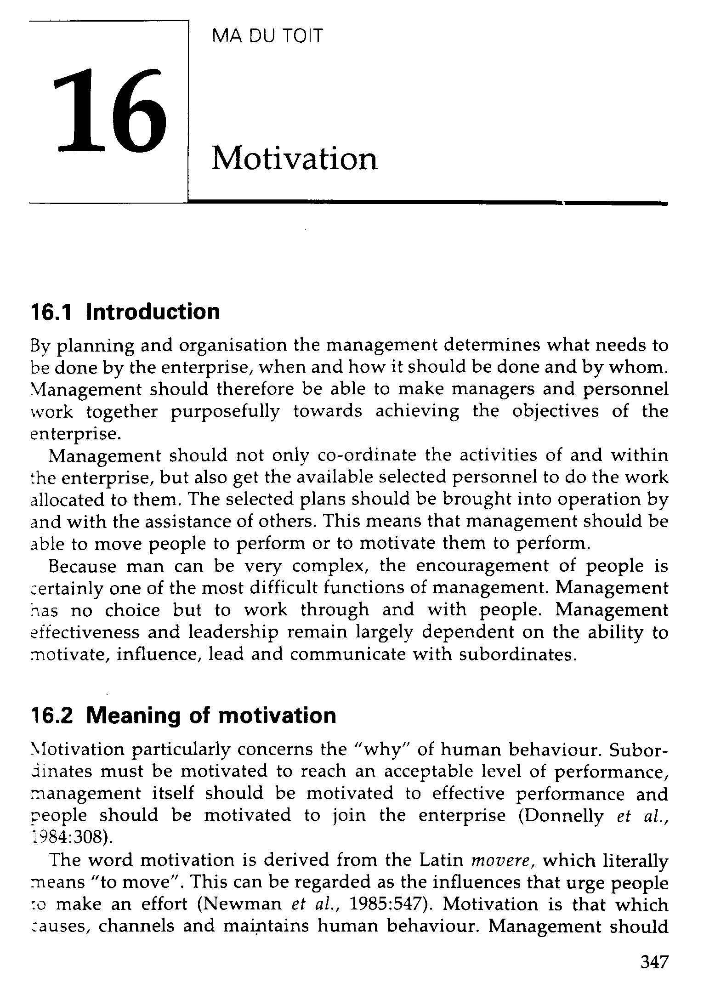 MA DU TOIT
16
Motivation
16.1 Introduction
By planning and organisation the management determines what needs to
be done by the enterprise, when and how it should be done and by whom.
Management should therefore be able to make managers and personnel
work together purposefully towards achieving the objectives of the
enterprise.
Management should not only co-ordinate the activities of and within
the enterprise, but also get the available selected personnel to do the work
allocated to them. The selected plans should be brought into operation by
and with the assistance of others. This means that management should be
able to move people to perform or to motivate them to perform.
Because man can be very complex, the encouragement of people is
certainly one of the most difficult functions of management. Management
has no choice but to work through and with people. Management
effectiveness and leadership remain largely dependent on the ability to
motivate, influence, lead and communicate with subordinates.
16.2 Meaning of motivation
Motivation particularly concerns the "why" of human behaviour. Subor-
dinates must be motivated to reach an acceptable level of performance,
management itself should be motivated to effective performance and
people should be motivated to join the enterprise (Donnelly et al.,
1984:308).
The word motivation is derived from the Latin movere, which literally
means "to move". This can be regarded as the influences that urge people
to make an effort (Newman et al., 1985:547). Motivation is that which
causes, channels and maintains human behaviour. Management should
347